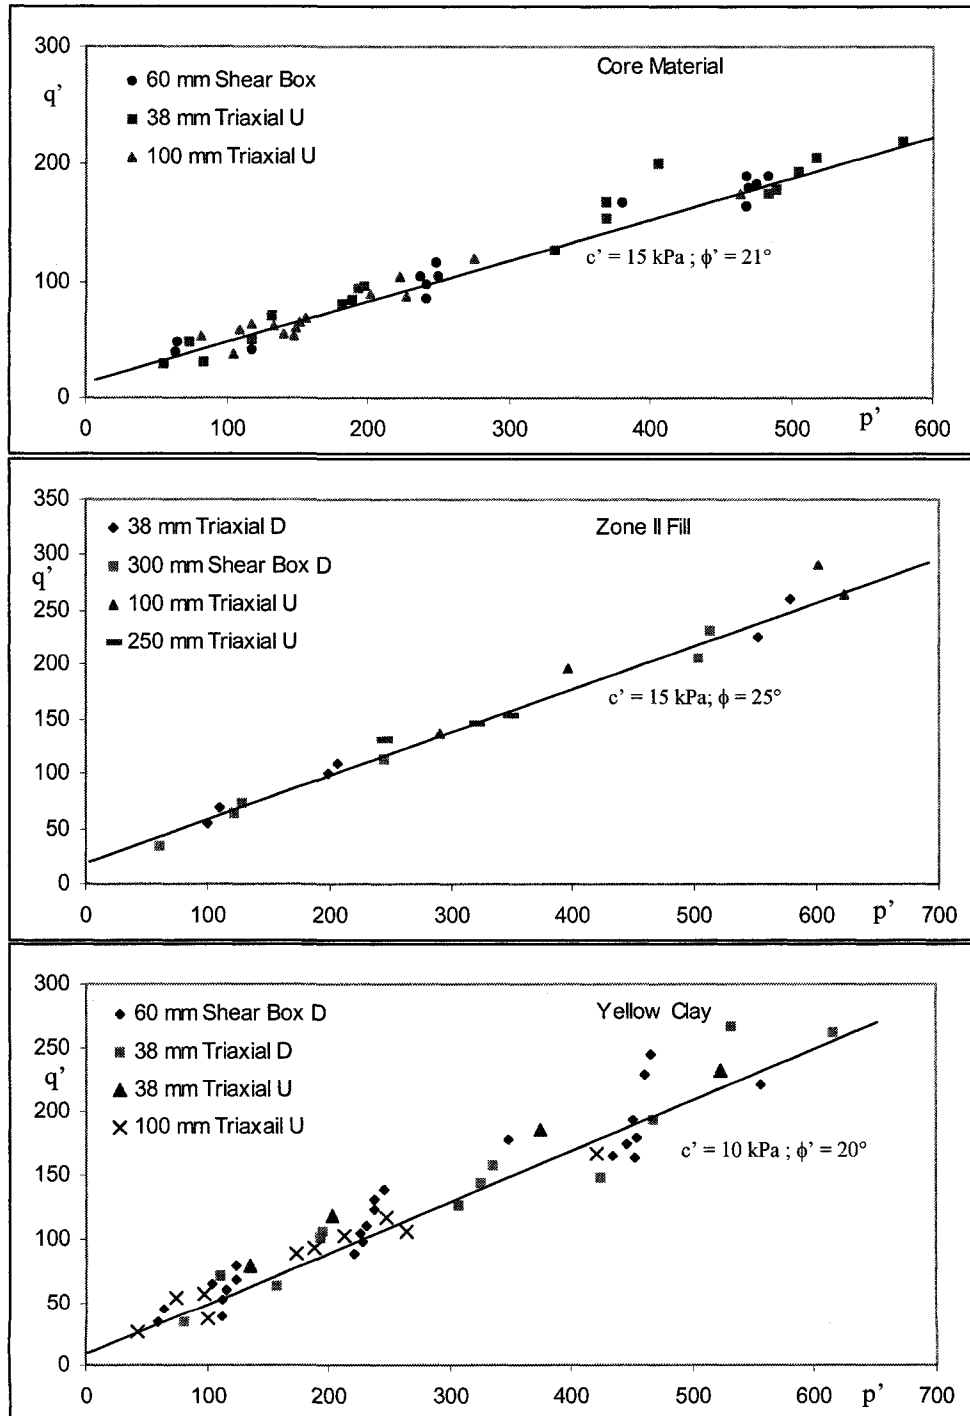 300
q'
200
100
0
60 mm Shear Box
38 mm Triaxial U
100 mm Triaxial U
Core Material
c' = 15 kPa ; ϕ' = 21°
0 100 200 300 400 500 p' 600
350
300
q'
250
200
150
100
50
0
38 mm Triaxial D
300 mm Shear Box D
100 mm Triaxial U
250 mm Triaxial U
Zone II Fill
c' = 15 kPa; ϕ = 25°
0 100 200 300 400 500 600 p' 700
300
250
q'
200
150
100
50
0
60 mm Shear Box D
38 mm Triaxial D
38 mm Triaxial U
100 mm Triaxail U
Yellow Clay
c' = 10 kPa ; ϕ' = 20°
0 100 200 300 400 500 600 p' 700